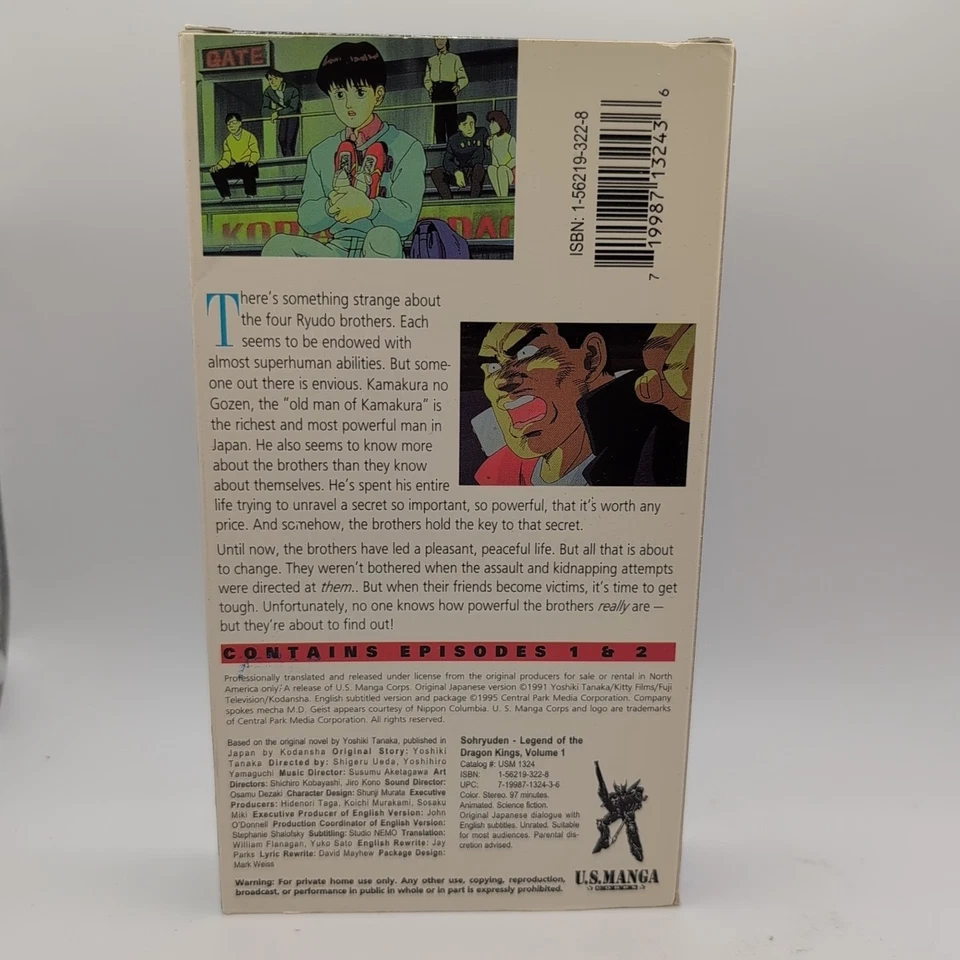 GATE
ISBN: 1-56219-322-8
7 19987 13243 6
There's something strange about
the four Ryudo brothers. Each
seems to be endowed with
almost superhuman abilities. But some-
one out there is envious. Kamakura no
Gozen, the "old man of Kamakura" is
the richest and most powerful man in
Japan. He also seems to know more
about the brothers than they know
about themselves. He's spent his entire
life trying to unravel a secret so important, so powerful, that it's worth any
price. And somehow, the brothers hold the key to that secret.
Until now, the brothers have led a pleasant, peaceful life. But all that is about
to change. They weren't bothered when the assault and kidnapping attempts
were directed at them.. But when their friends become victims, it's time to get
tough. Unfortunately, no one knows how powerful the brothers really are —
but they're about to find out!
CONTAINS EPISODES 1 & 2
Professionally translated and released under license from the original producers for sale or rental in North
America only. A release of U.S. Manga Corps. Original Japanese version ©1991 Yoshiki Tanaka/Kitty Films/Fuji
Television/Kodansha. English subtitled version and package ©1995 Central Park Media Corporation. Company
spokes mecha M.D. Geist appears courtesy of Nippon Columbia. U. S. Manga Corps and logo are trademarks
of Central Park Media Corporation. All rights reserved.
Based on the original novel by Yoshiki Tanaka, published in
Japan by Kodansha Original Story: Yoshiki
Tanaka Directed by: Shigeru Ueda, Yoshihiro
Yamaguchi Music Director: Susumu Aketagawa Art
Directors: Shichiro Kobayashi, Jiro Kono Sound Director:
Osamu Dezaki Character Design: Shunji Murata Executive
Producers: Hidenori Taga, Koichi Murakami, Sosaku
Miki Executive Producer of English Version: John
O'Donnell Production Coordinator of English Version:
Stephanie Shalofsky Subtitling: Studio NEMO Translation:
William Flanagan, Yuko Sato English Rewrite: Jay
Parks Lyric Rewrite: David Mayhew Package Design:
Mark Weiss
Sohryuden - Legend of the
Dragon Kings, Volume 1
Catalog #: USM 1324
ISBN: 1-56219-322-8
UPC: 7-19987-1324-3-6
Color. Stereo. 97 minutes.
Animated. Science fiction.
Original Japanese dialogue with
English subtitles. Unrated. Suitable
for most audiences. Parental dis-
cretion advised.
Warning: For private home use only. Any other use, copying, reproduction,
broadcast, or performance in public in whole or in part is expressly prohibited.
U.S.MANGA
CORPS